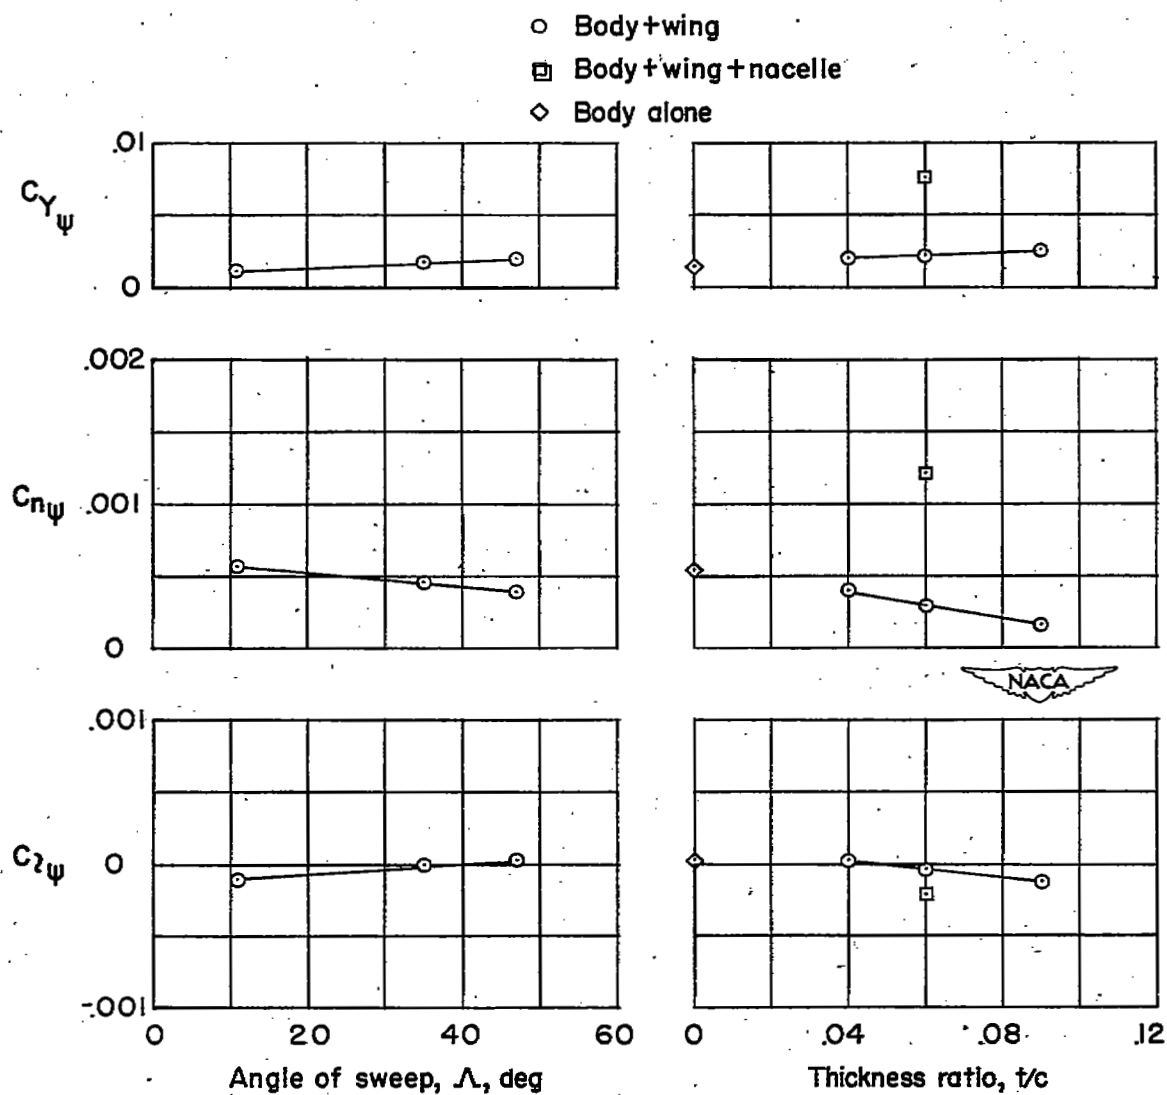 Body+wing
Body+wing+nacelle
Body alone
.01
C_Yψ
0
.002
C_nψ .001
0
NACA
.001
C_lψ 0
-.001
0 20 40 60 0 .04 .08 .12
Angle of sweep, Λ, deg Thickness ratio, t/c